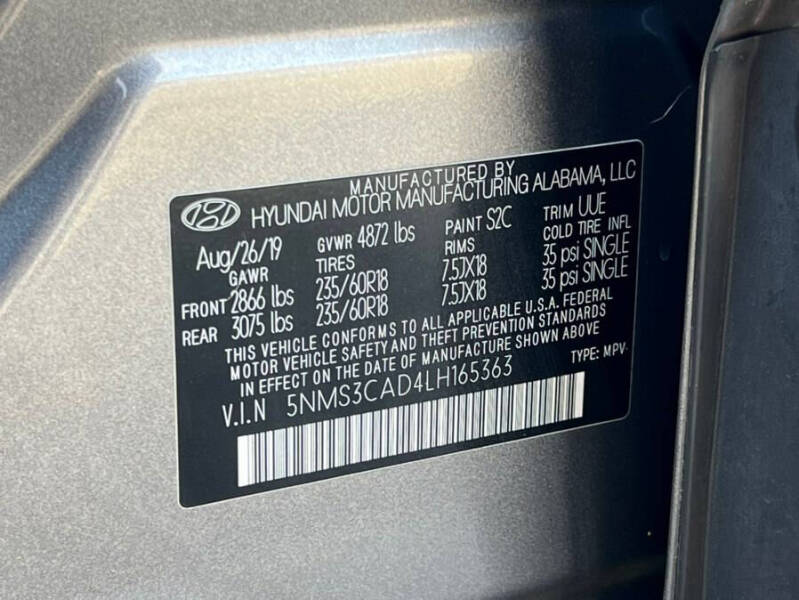 MANUFACTURED BY
HYUNDAI MOTOR MANUFACTURING ALABAMA, LLC
Aug/26/19 GVWR 4872 lbs PAINT S2C TRIM UUE
GAWR TIRES RIMS COLD TIRE INFL
FRONT 2866 lbs 235/60R18 7.5JX18 35 psi SINGLE
REAR 3075 lbs 235/60R18 7.5JX18 35 psi SINGLE
THIS VEHICLE CONFORMS TO ALL APPLICABLE U.S.A. FEDERAL
MOTOR VEHICLE SAFETY AND THEFT PREVENTION STANDARDS
IN EFFECT ON THE DATE OF MANUFACTURE SHOWN ABOVE
V.I.N 5NMS3CAD4LH165363 TYPE: MPV